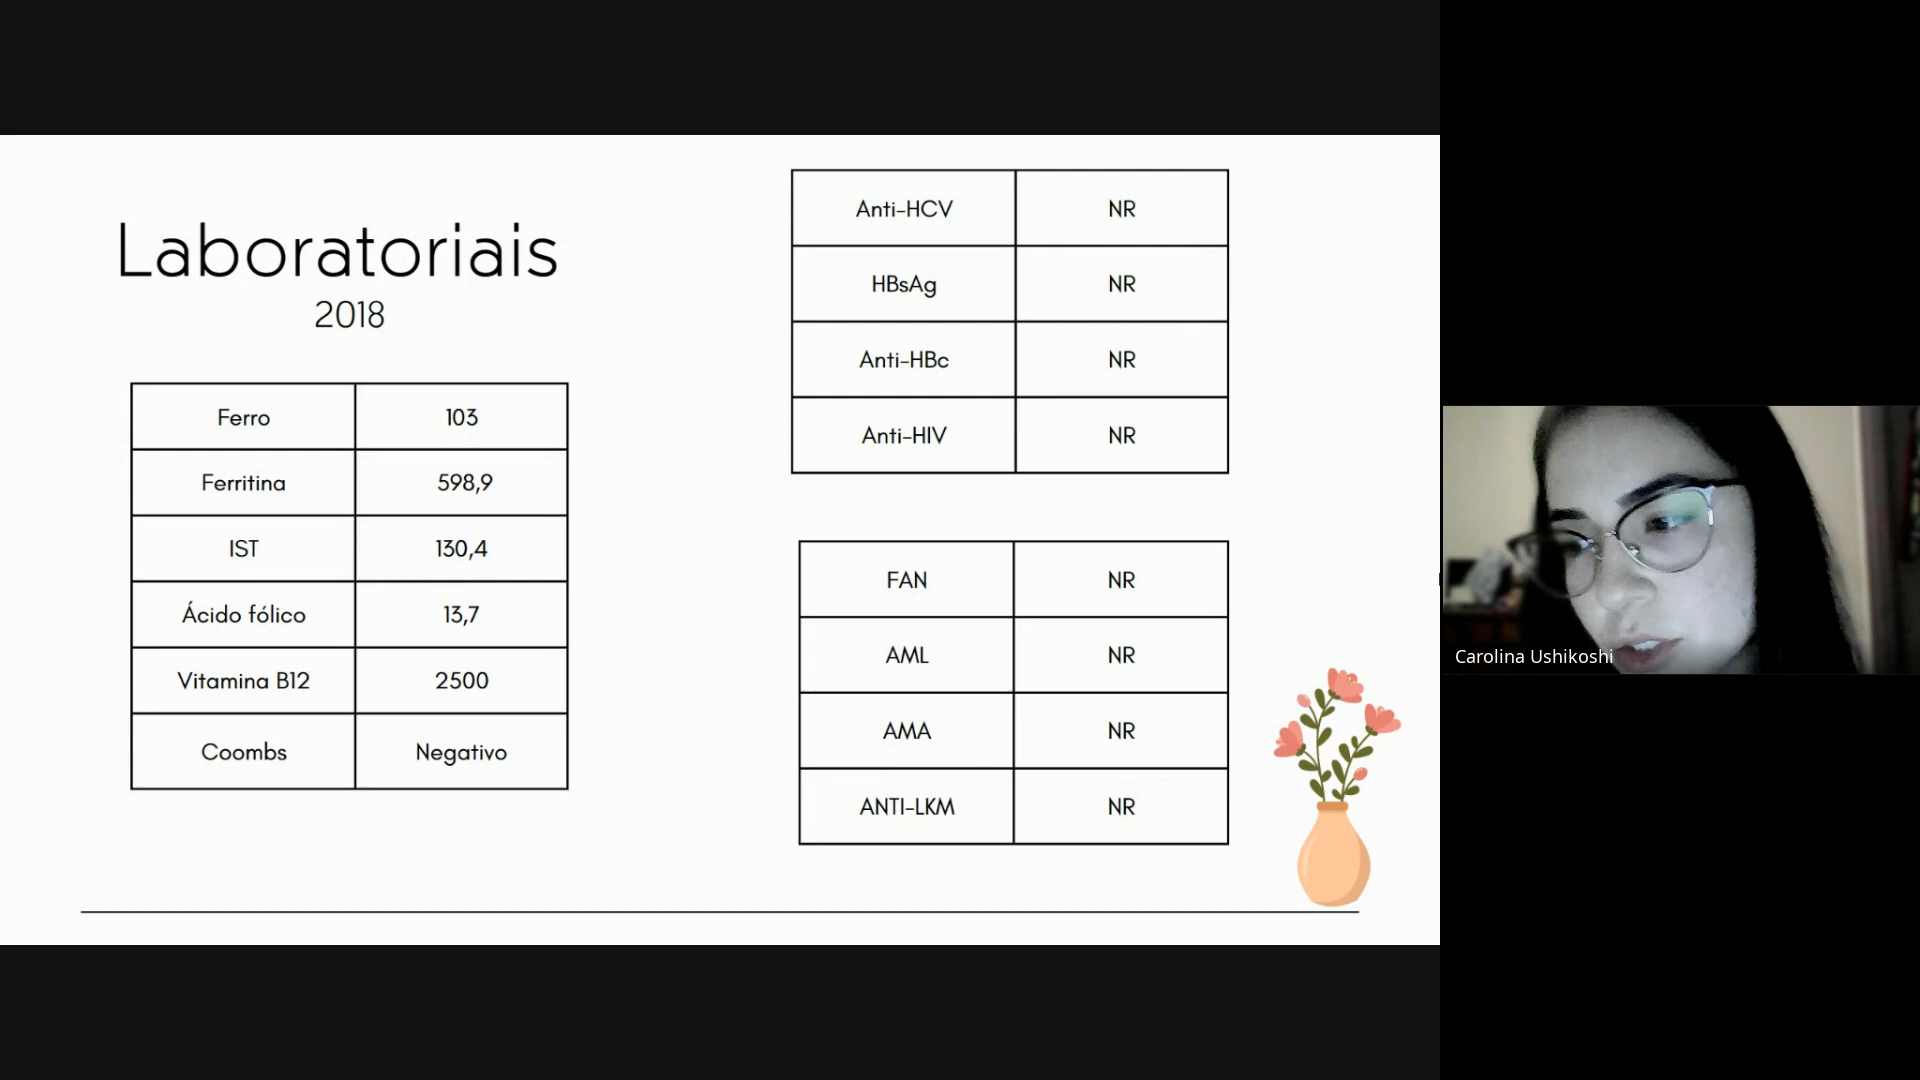 Laboratoriais
2018
Ferro 103
Ferritina 598,9
IST 130,4
Ácido fólico 13,7
Vitamina B12 2500
Coombs Negativo
Anti-HCV NR
HBsAg NR
Anti-HBc NR
Anti-HIV NR
FAN NR
AML NR
AMA NR
ANTI-LKM NR
Carolina Ushikoshi